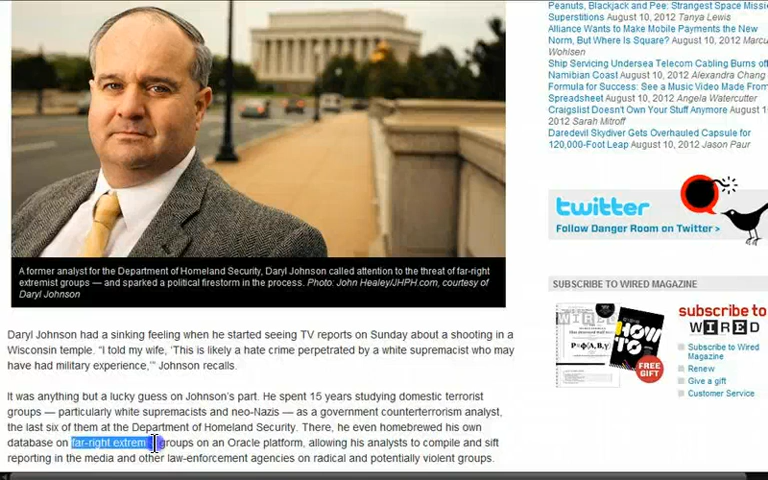 Peanuts, Blackjack and Pee: Strangest Space Missi
Superstitions August 10, 2012 Tanya Lewis
Alliance Wants to Make Mobile Payments the New
Norm, But Where Is Square? August 10, 2012 Marcu
Wohlsen
Ship Servicing Undersea Telecom Cabling Burns off
Namibian Coast August 10, 2012 Alexandra Chang
Formula for Success: See a Music Video Made From
Spreadsheet August 10, 2012 Angela Watercutter
Craigslist Doesn't Own Your Stuff Anymore August 1
2012 Sarah Mitroff
Daredevil Skydiver Gets Overhauled Capsule for
120,000-Foot Leap August 10, 2012 Jason Paur
twitter
Follow Danger Room on Twitter >
A former analyst for the Department of Homeland Security, Daryl Johnson called attention to the threat of far-right
extremist groups — and sparked a political firestorm in the process. Photo: John Healey/JHPH.com, courtesy of
Daryl Johnson
SUBSCRIBE TO WIRED MAGAZINE
WIRED
HOW TO
FREE GIFT
subscribe to
WIRED
Subscribe to Wired
Magazine
Renew
Give a gift
Customer Service
Daryl Johnson had a sinking feeling when he started seeing TV reports on Sunday about a shooting in a
Wisconsin temple. "I told my wife, 'This is likely a hate crime perpetrated by a white supremacist who may
have had military experience,'" Johnson recalls.
It was anything but a lucky guess on Johnson's part. He spent 15 years studying domestic terrorist
groups — particularly white supremacists and neo-Nazis — as a government counterterrorism analyst,
the last six of them at the Department of Homeland Security. There, he even homebrewed his own
database on far-right extrem groups on an Oracle platform, allowing his analysts to compile and sift
reporting in the media and other law-enforcement agencies on radical and potentially violent groups.